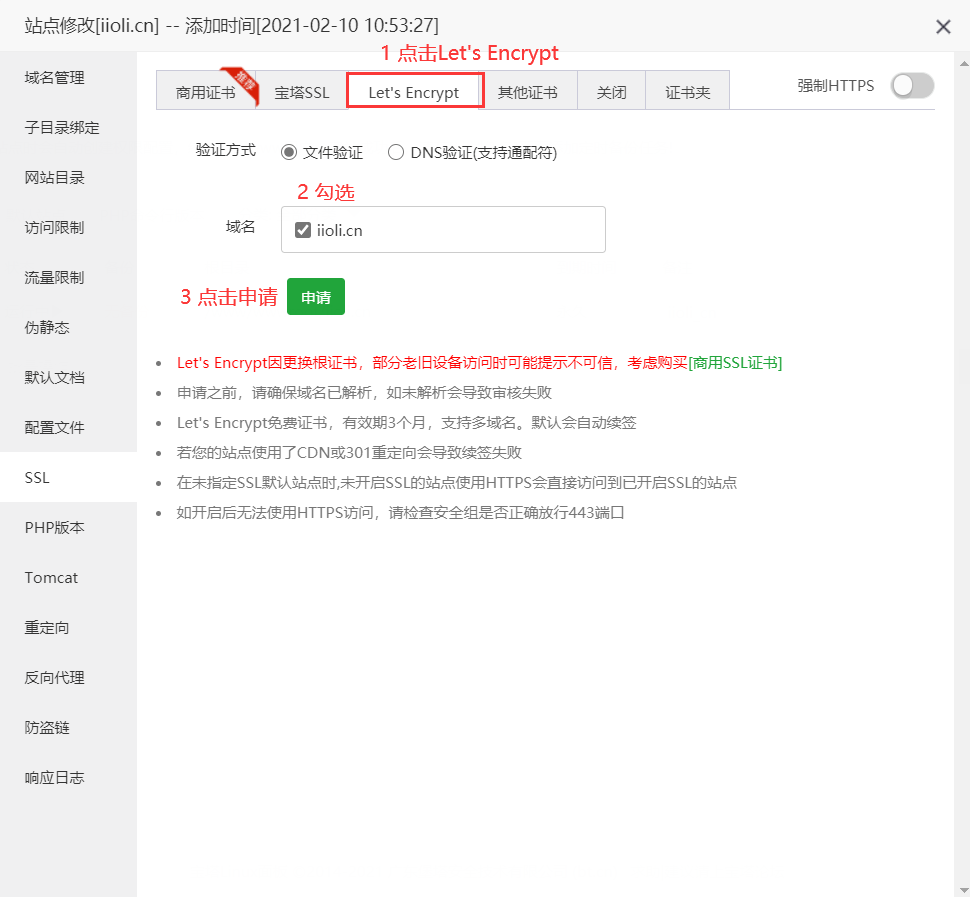 站点修改[iioli.cn] -- 添加时间[2021-02-10 10:53:27]
1 点击Let's Encrypt
域名管理
子目录绑定
网站目录
访问限制
流量限制
伪静态
默认文档
配置文件
SSL
PHP版本
Tomcat
重定向
反向代理
防盗链
响应日志
商用证书 推荐 宝塔SSL Let's Encrypt 其他证书 关闭 证书夹 强制HTTPS
验证方式 文件验证 DNS验证(支持通配符)
2 勾选
域名 iioli.cn
3 点击申请 申请
Let's Encrypt因更换根证书，部分老旧设备访问时可能提示不可信，考虑购买[商用SSL证书]
申请之前，请确保域名已解析，如未解析会导致审核失败
Let's Encrypt免费证书，有效期3个月，支持多域名。默认会自动续签
若您的站点使用了CDN或301重定向会导致续签失败
在未指定SSL默认站点时,未开启SSL的站点使用HTTPS会直接访问到已开启SSL的站点
如开启后无法使用HTTPS访问，请检查安全组是否正确放行443端口